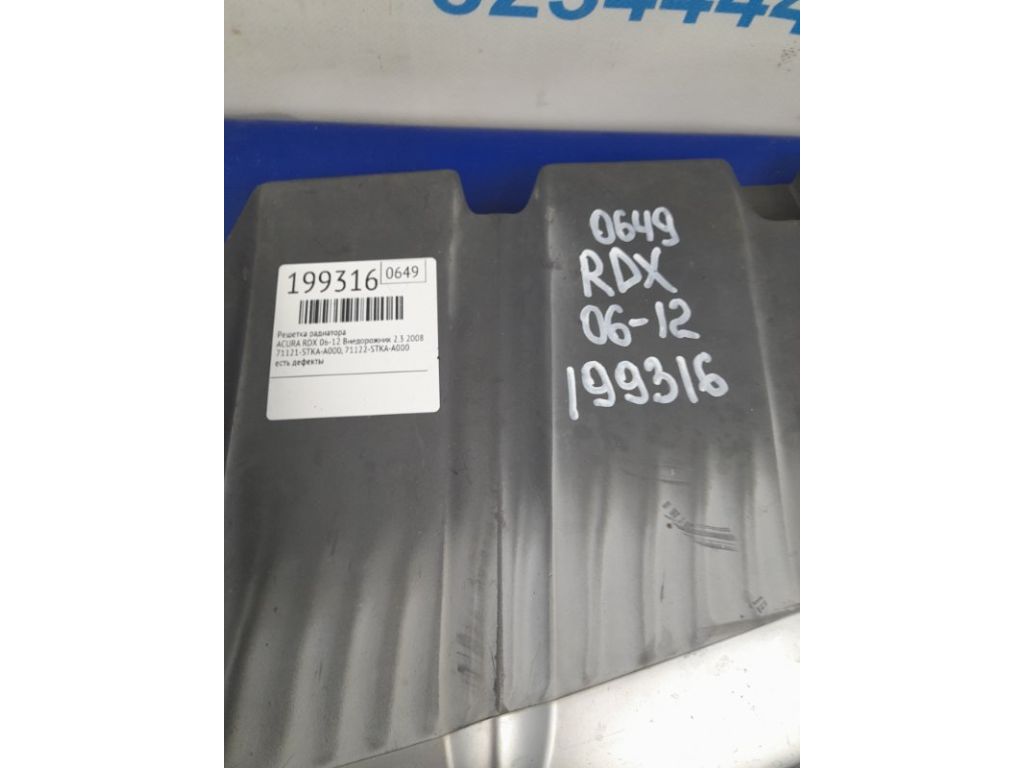 199316 0649
Решетка радиатора
ACURA RDX 06-12 Внедорожник 2.3 2008
71121-STKA-A000, 71122-STKA-A000
есть дефекты
0649
RDX
06-12
199316